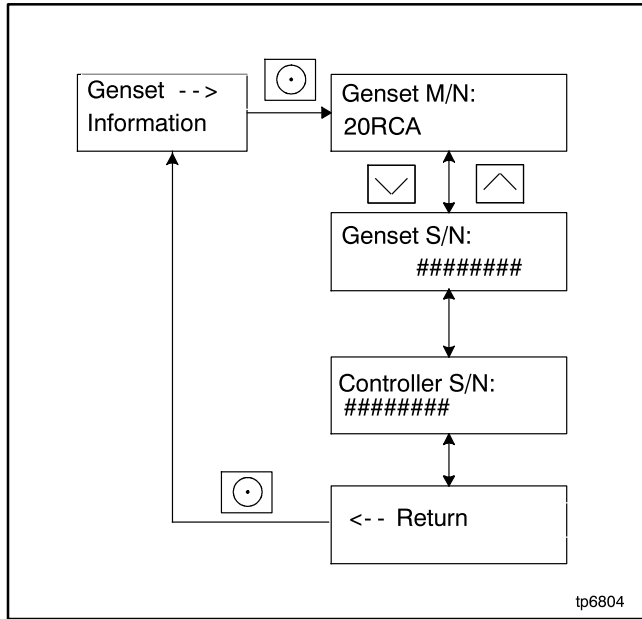 Genset -->
Information
Genset M/N:
20RCA
Genset S/N:
########
Controller S/N:
########
<-- Return
tp6804